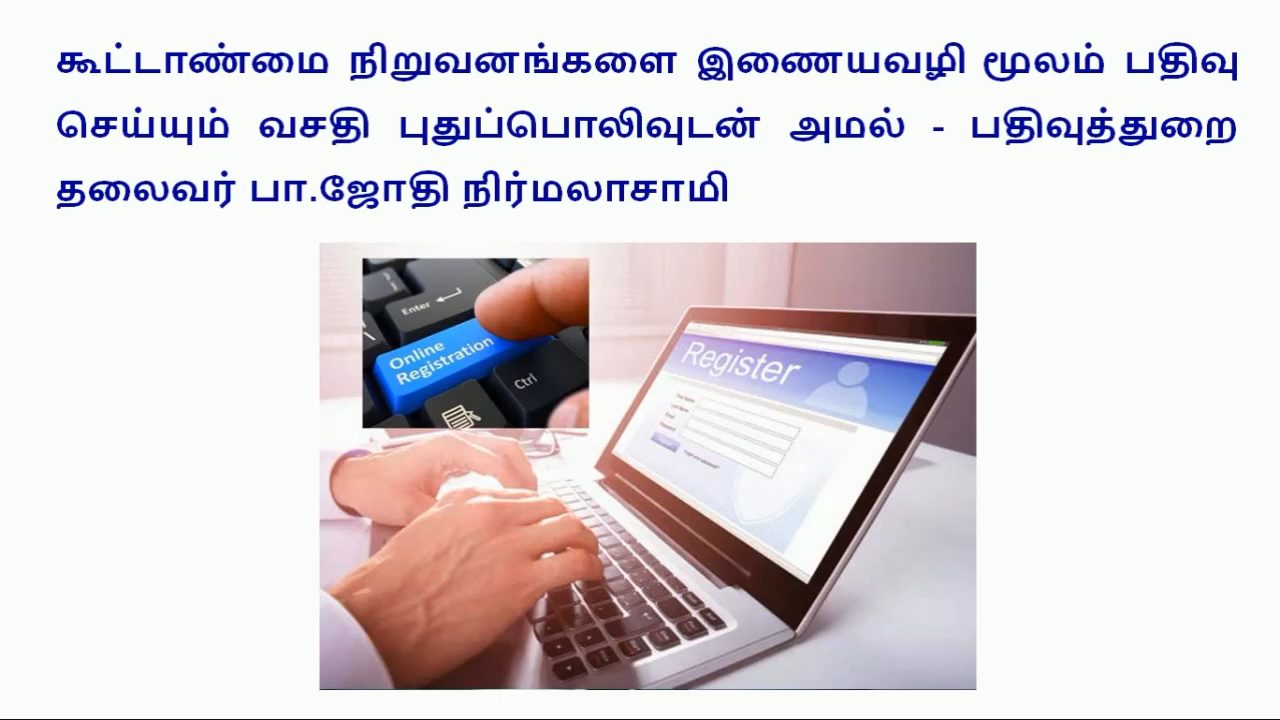 கூட்டாண்மை நிறுவனங்களை இணையவழி மூலம் பதிவு
செய்யும் வசதி புதுப்பொலிவுடன் அமல் - பதிவுத்துறை
தலைவர் பா.ஜோதி நிர்மலாசாமி
Enter
Online
Registration
Ctrl
Register